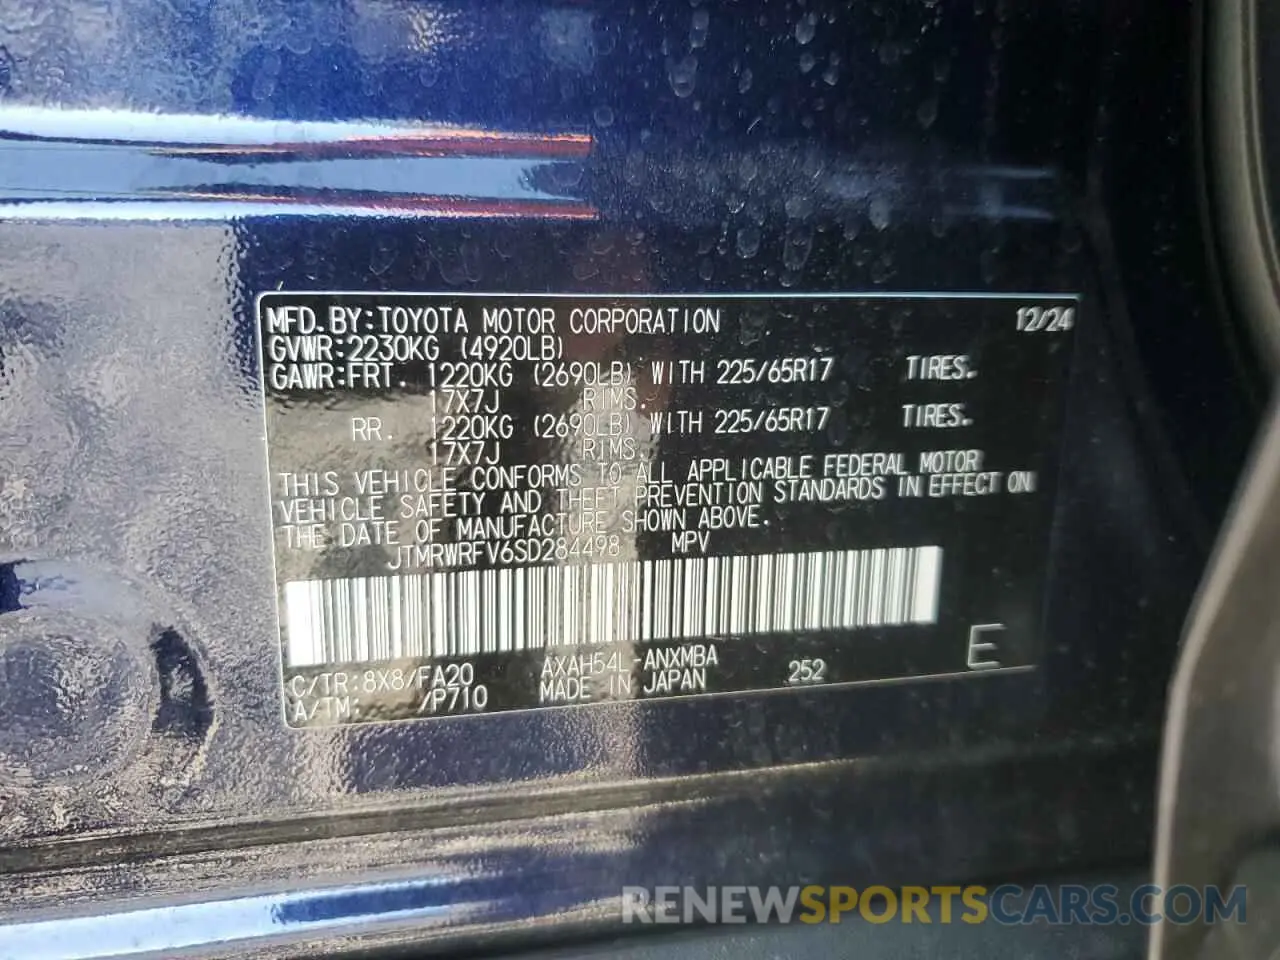 MFD. BY: TOYOTA MOTOR CORPORATION 12/24
GVWR: 2230KG (4920LB)
GAWR: FRT. 1220KG (2690LB) WITH 225/65R17 TIRES.
17X7J RIMS.
RR. 1220KG (2690LB) WITH 225/65R17 TIRES.
17X7J RIMS.
THIS VEHICLE CONFORMS TO ALL APPLICABLE FEDERAL MOTOR
VEHICLE SAFETY AND THEFT PREVENTION STANDARDS IN EFFECT ON
THE DATE OF MANUFACTURE SHOWN ABOVE.
JTMRWRFV6SD284498 MPV
C/TR: 8X8/FA20 AXAH54L-ANXMBA 252 E
A/TM: /P710 MADE IN JAPAN
RENEWSPORTSCARS.COM